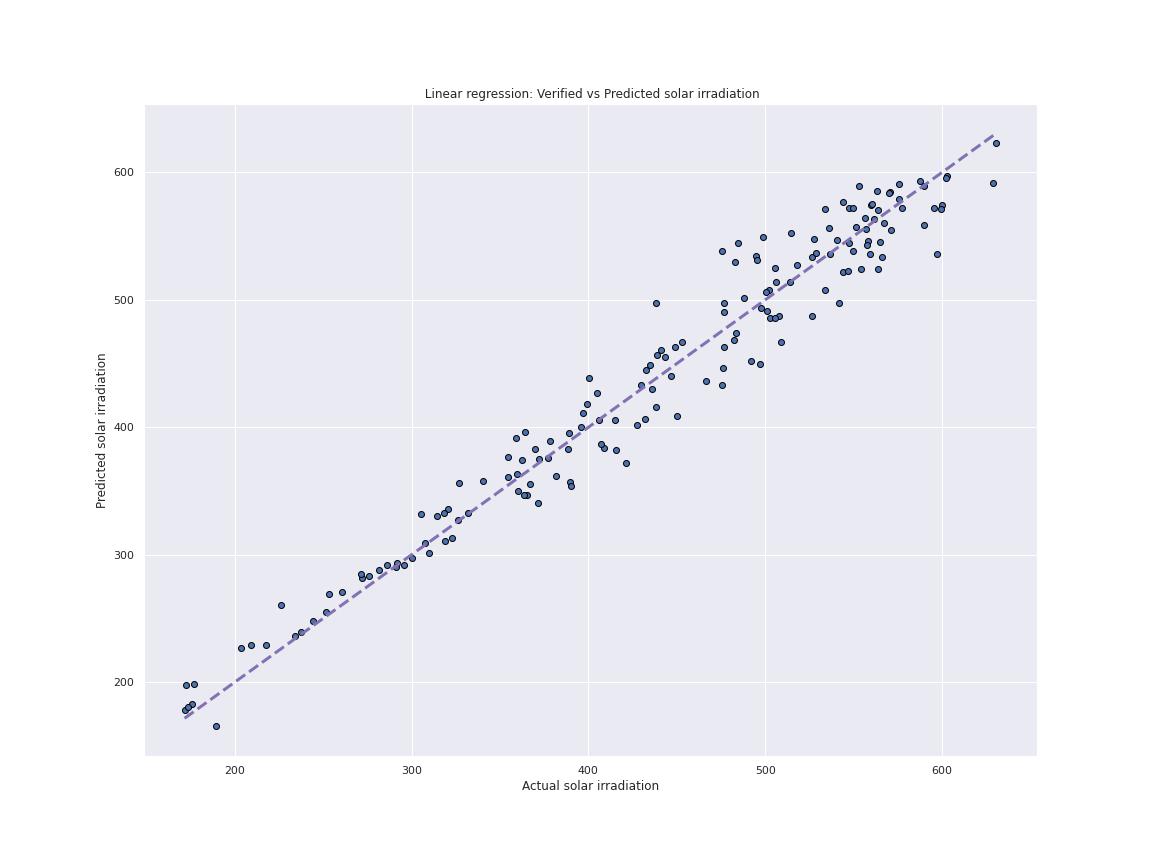 Linear regression: Verified vs Predicted solar irradiation
Predicted solar irradiation
600
500
400
300
200
200 300 400 500 600
Actual solar irradiation